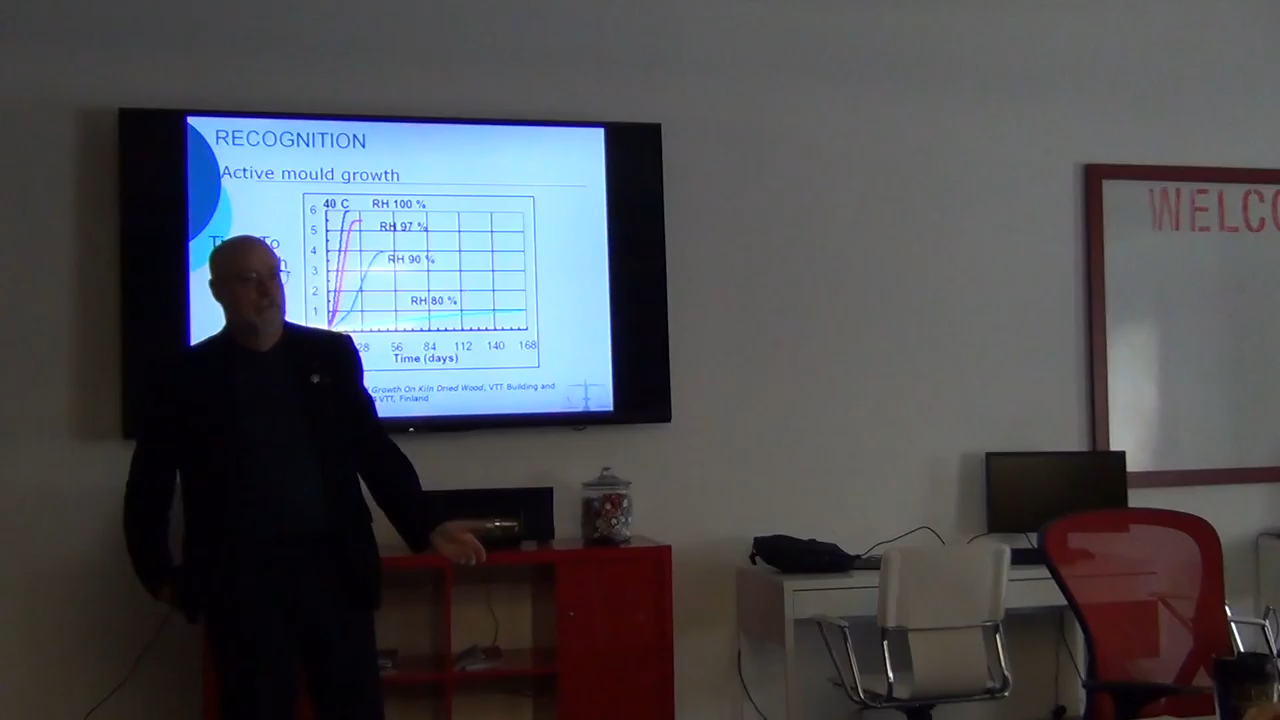 RECOGNITION
Active mould growth
40 C RH 100 %
6
RH 97 %
5
RH 90 %
4
3
2
RH 80 %
1
28 56 84 112 140 168
Time (days)
Growth On Kiln Dried Wood, VTT Building and
VTT, Finland
To
WELCO